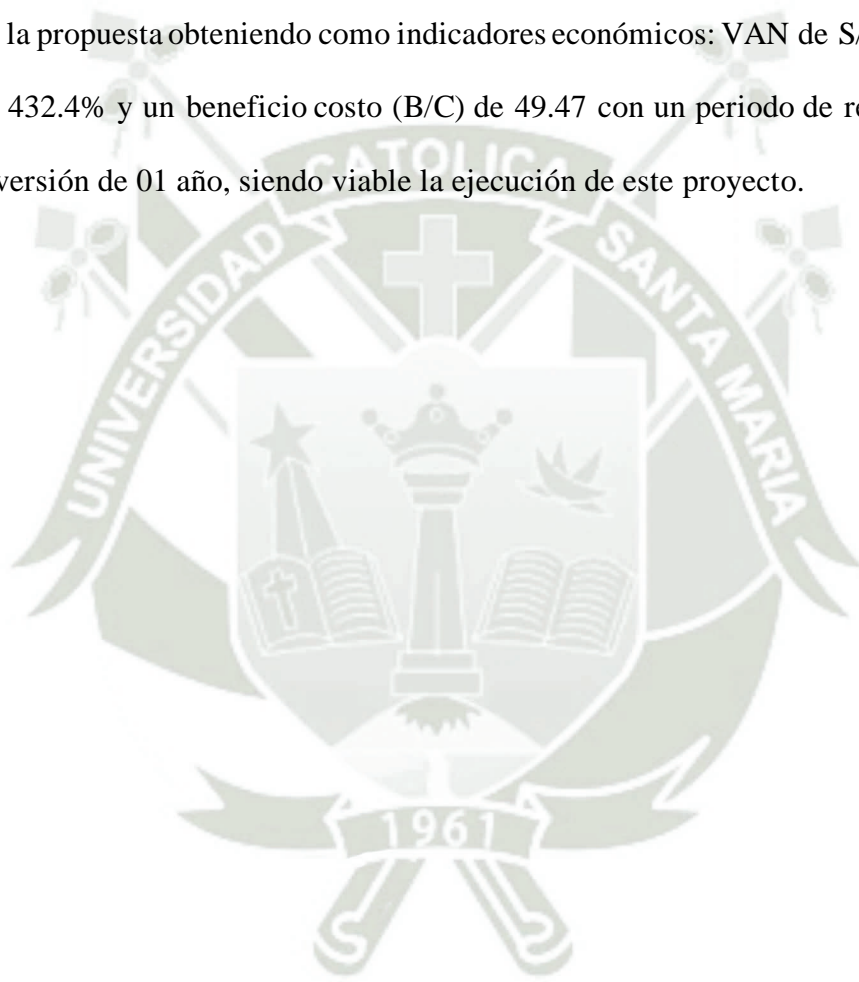 la propuesta obteniendo como indicadores económicos: VAN de S/
432.4% y un beneficio costo (B/C) de 49.47 con un periodo de re
versión de 01 año, siendo viable la ejecución de este proyecto.
UNIVERSIDAD CATOLICA SANTA MARIA
1961